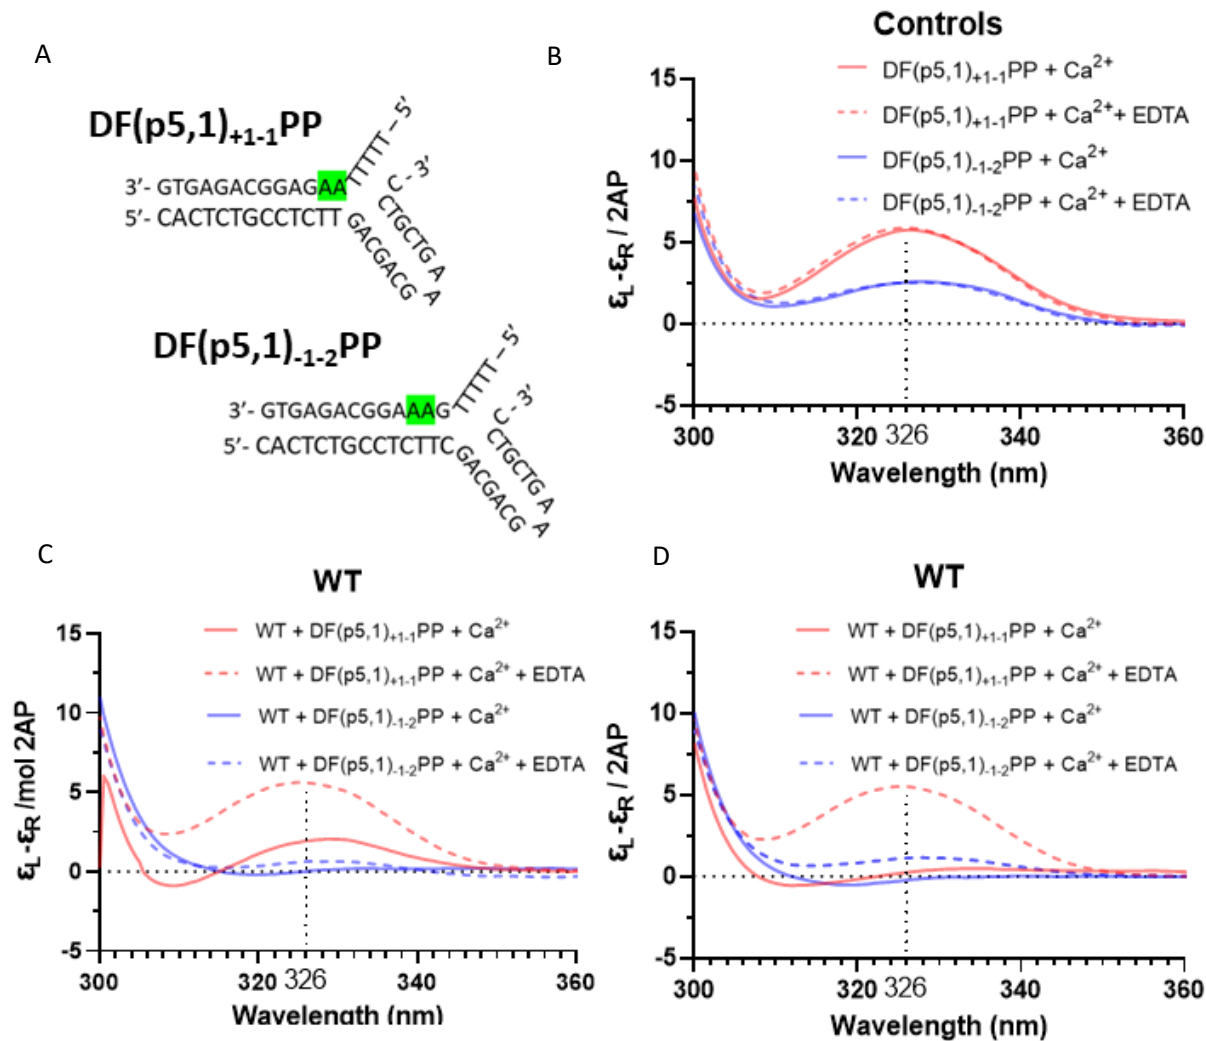 A
DF(p5,1)+1-1PP
3'- GTGAGACGGAGAA
TTTTT – 5'
5'- CACTCTGCCTCTT
GACGACG
C - 3'
CTGCTG A
A
A
DF(p5,1)-1-2PP
3'- GTGAGACGGAAAG
TTTTT – 5'
5'- CACTCTGCCTCTTC
GACGACG
C - 3'
CTGCTG A
A
A
B
Controls
DF(p5,1)+1-1PP + Ca2+
DF(p5,1)+1-1PP + Ca2+ + EDTA
DF(p5,1)-1-2PP + Ca2+
DF(p5,1)-1-2PP + Ca2+ + EDTA
εL-εR / 2AP
15
10
5
0
-5
300 320 326 340 360
Wavelength (nm)
C
WT
WT + DF(p5,1)+1-1PP + Ca2+
WT + DF(p5,1)+1-1PP + Ca2+ + EDTA
WT + DF(p5,1)-1-2PP + Ca2+
WT + DF(p5,1)-1-2PP + Ca2+ + EDTA
εL-εR /mol 2AP
15
10
5
0
-5
300 320 326 340 360
Wavelength (nm)
D
WT
WT + DF(p5,1)+1-1PP + Ca2+
WT + DF(p5,1)+1-1PP + Ca2+ + EDTA
WT + DF(p5,1)-1-2PP + Ca2+
WT + DF(p5,1)-1-2PP + Ca2+ + EDTA
εL-εR / 2AP
15
10
5
0
-5
300 320 326 340 360
Wavelength (nm)